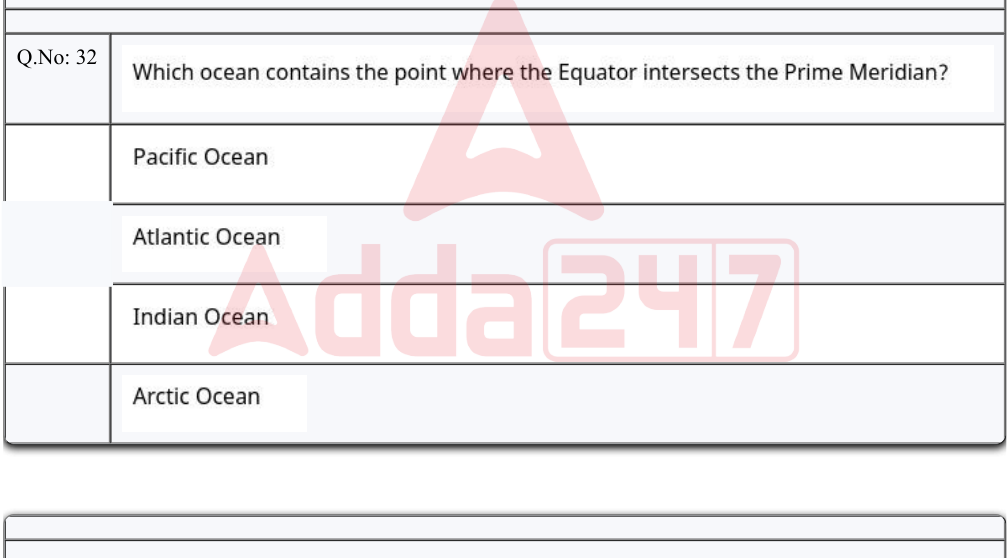 Q.No: 32
Which ocean contains the point where the Equator intersects the Prime Meridian?
Pacific Ocean
Atlantic Ocean
Indian Ocean
Arctic Ocean
Adda247